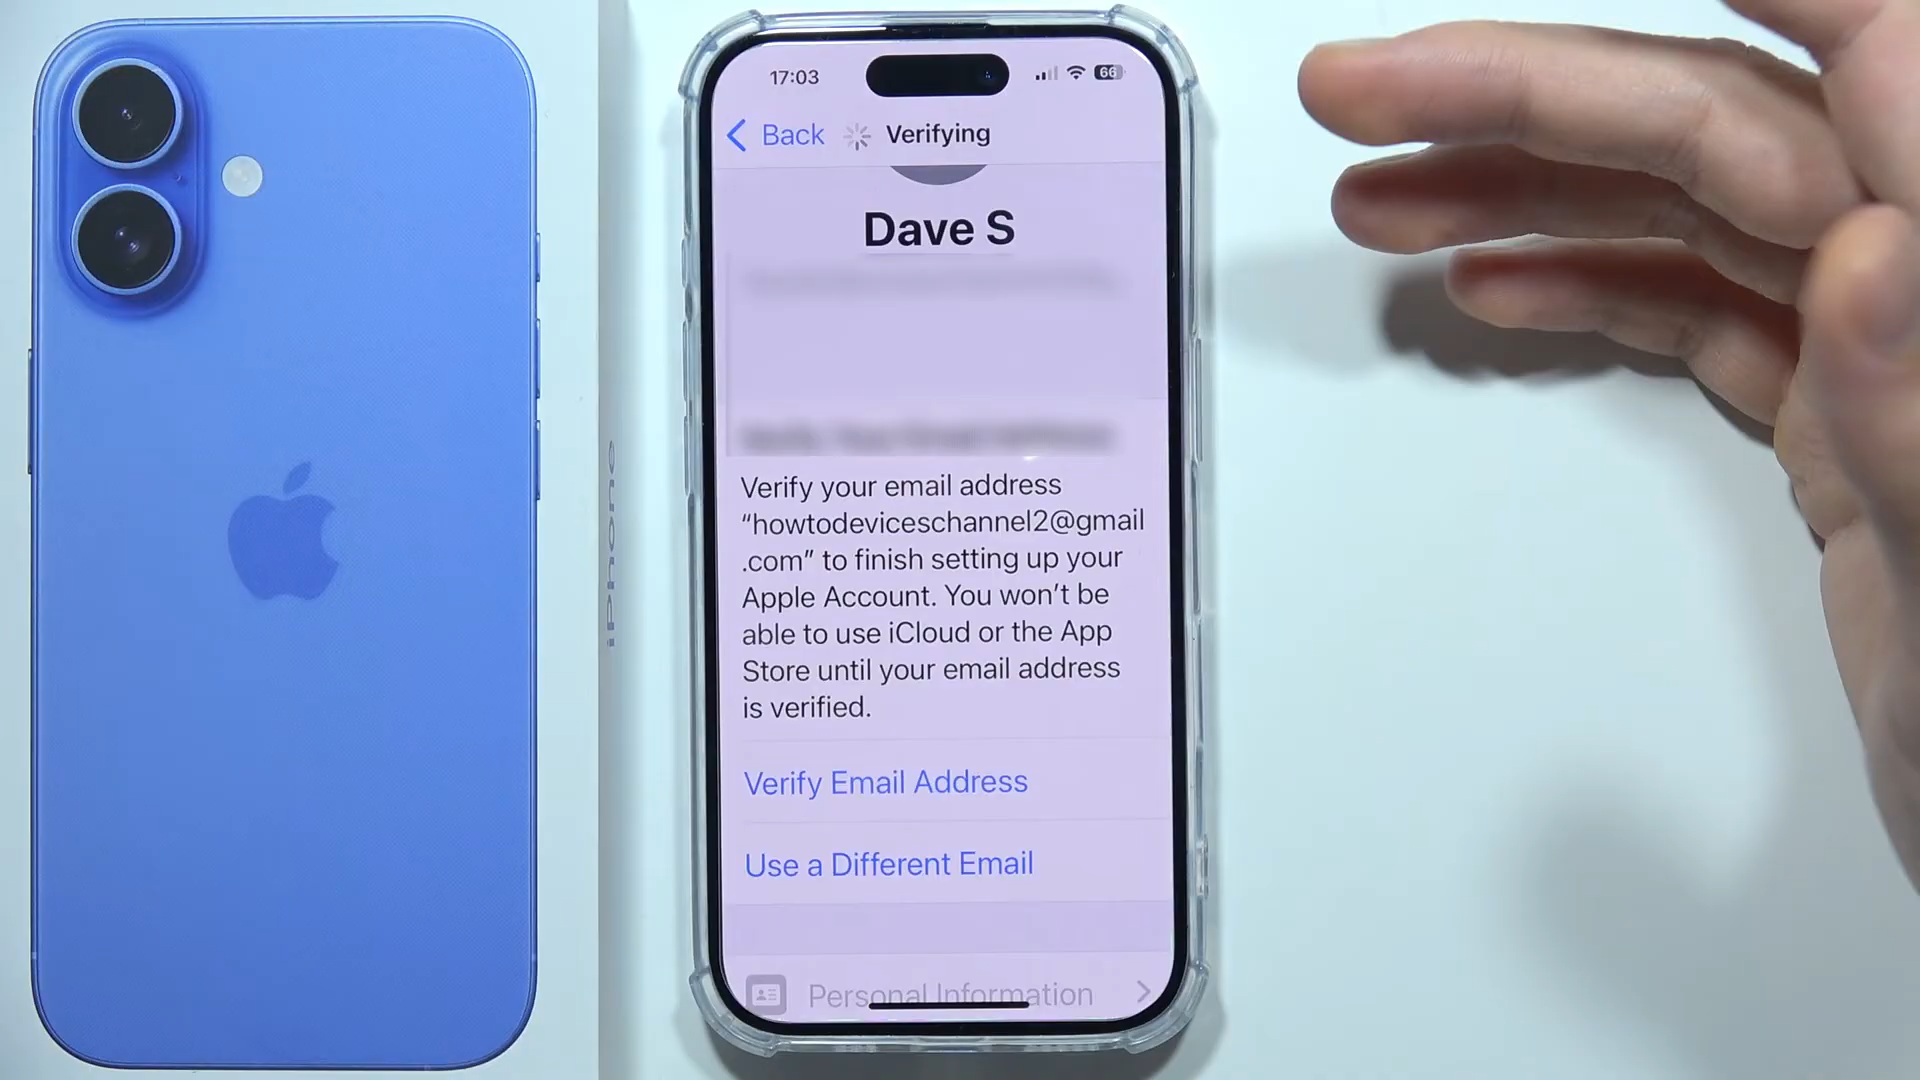 iPhone
17:03
66
Back
Verifying
Dave S
Verify your email address
“howtodeviceschannel2@gmail
.com” to finish setting up your
Apple Account. You won’t be
able to use iCloud or the App
Store until your email address
is verified.
Verify Email Address
Use a Different Email
Personal Information